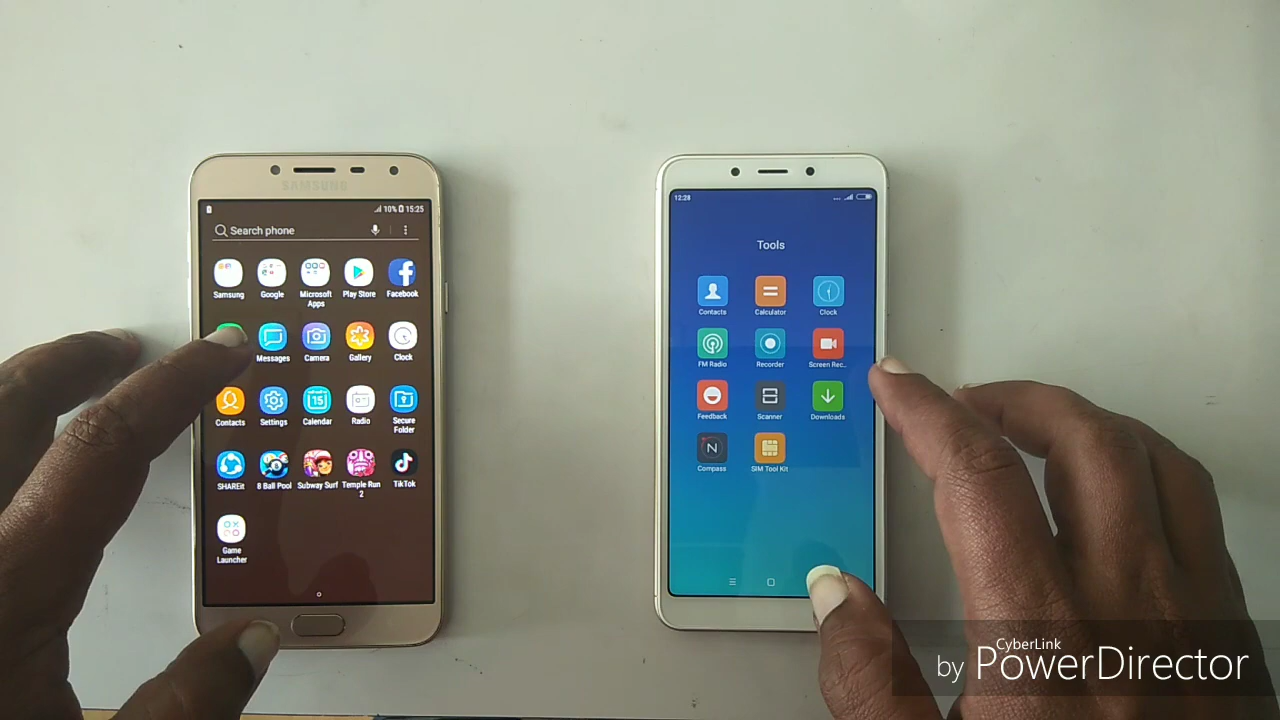 SAMSUNG
10% 15:25
Search phone
Samsung Google Microsoft Apps Play Store Facebook
Messages Camera Gallery Clock
Contacts Settings Calendar Radio Secure Folder
15
SHAREit 8 Ball Pool Subway Surf Temple Run 2 TikTok
Game Launcher
12:28
Tools
Contacts Calculator Clock
FM Radio Recorder Screen Rec...
Feedback Scanner Downloads
N
Compass SIM Tool Kit
CyberLink
by PowerDirector